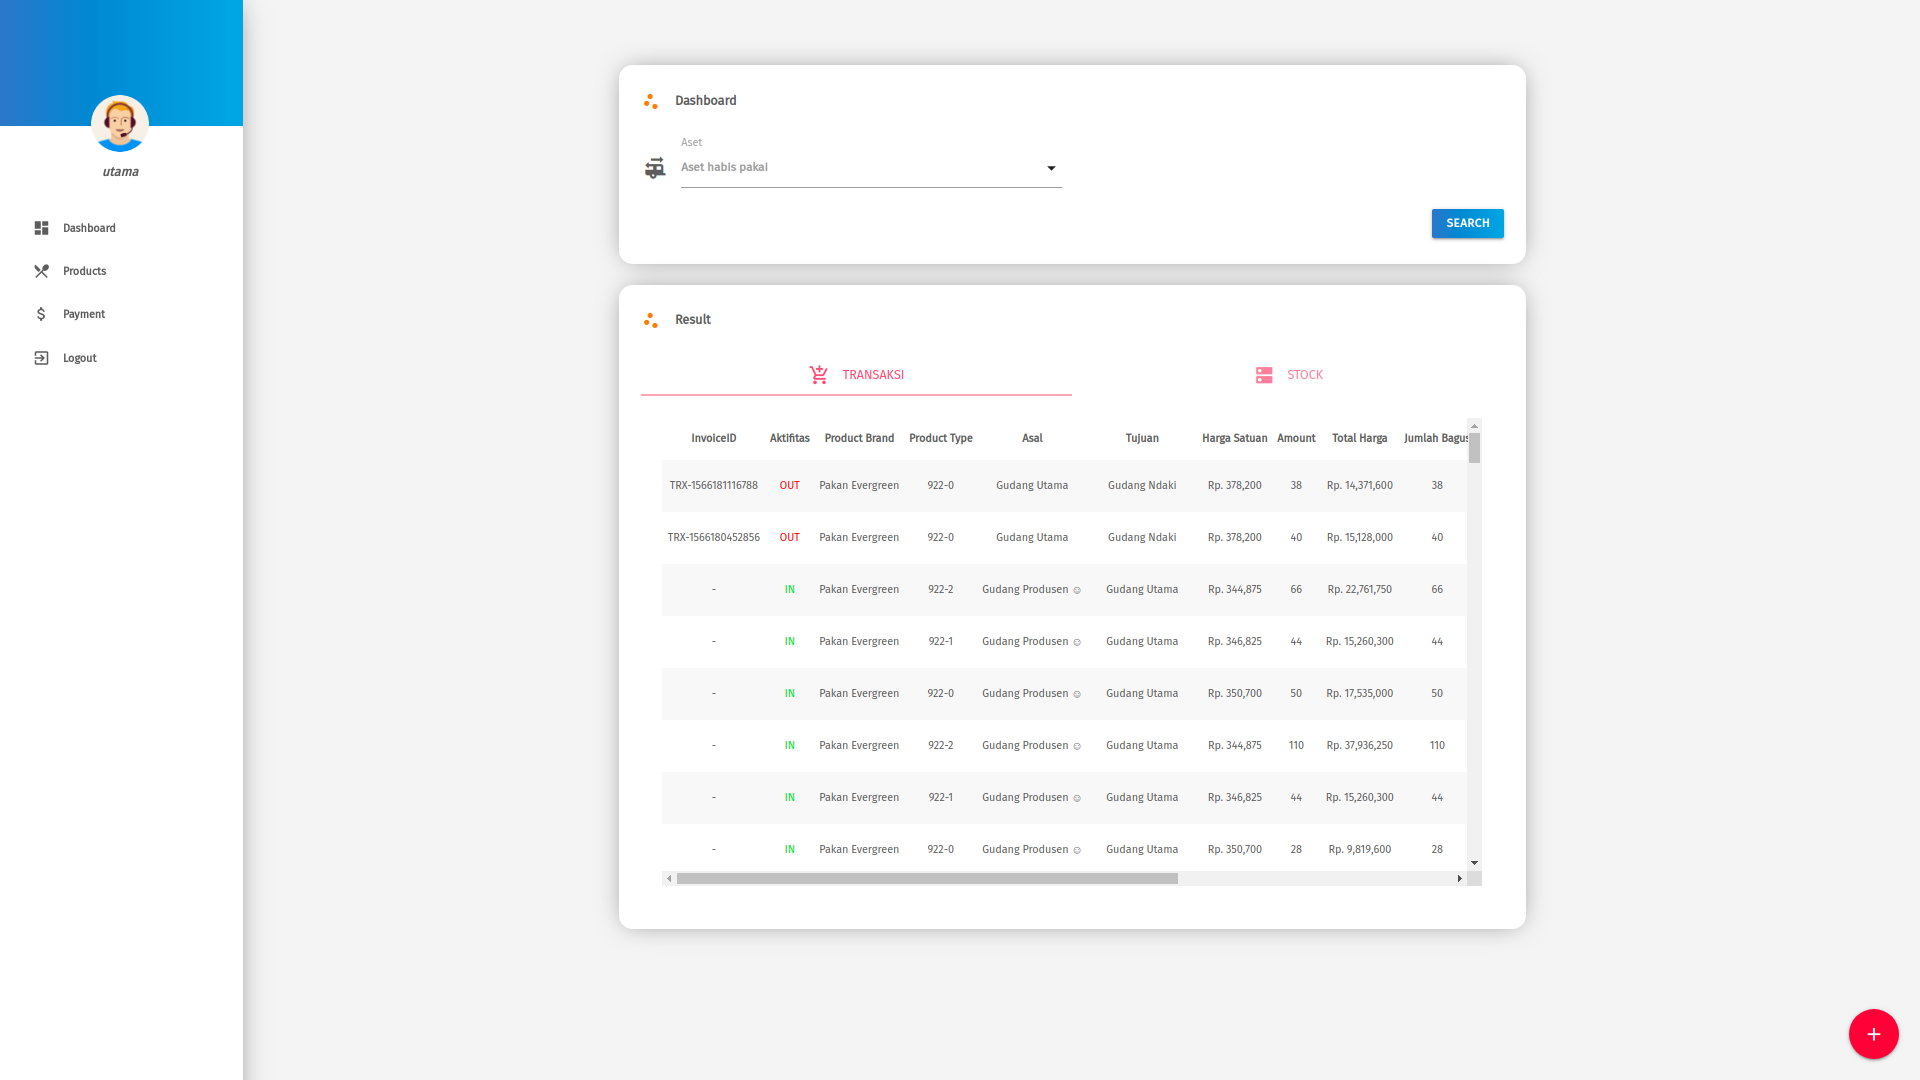 utama
Dashboard
Products
Payment
Logout
Dashboard
Aset
Aset habis pakai
SEARCH
Result
TRANSAKSI STOCK
InvoiceID Aktifitas Product Brand Product Type Asal Tujuan Harga Satuan Amount Total Harga Jumlah Bagus
TRX-1566181116788 OUT Pakan Evergreen 922-0 Gudang Utama Gudang Ndaki Rp. 378,200 38 Rp. 14,371,600 38
TRX-1566180452856 OUT Pakan Evergreen 922-0 Gudang Utama Gudang Ndaki Rp. 378,200 40 Rp. 15,128,000 40
- IN Pakan Evergreen 922-2 Gudang Produsen ☺ Gudang Utama Rp. 344,875 66 Rp. 22,761,750 66
- IN Pakan Evergreen 922-1 Gudang Produsen ☺ Gudang Utama Rp. 346,825 44 Rp. 15,260,300 44
- IN Pakan Evergreen 922-0 Gudang Produsen ☺ Gudang Utama Rp. 350,700 50 Rp. 17,535,000 50
- IN Pakan Evergreen 922-2 Gudang Produsen ☺ Gudang Utama Rp. 344,875 110 Rp. 37,936,250 110
- IN Pakan Evergreen 922-1 Gudang Produsen ☺ Gudang Utama Rp. 346,825 44 Rp. 15,260,300 44
- IN Pakan Evergreen 922-0 Gudang Produsen ☺ Gudang Utama Rp. 350,700 28 Rp. 9,819,600 28